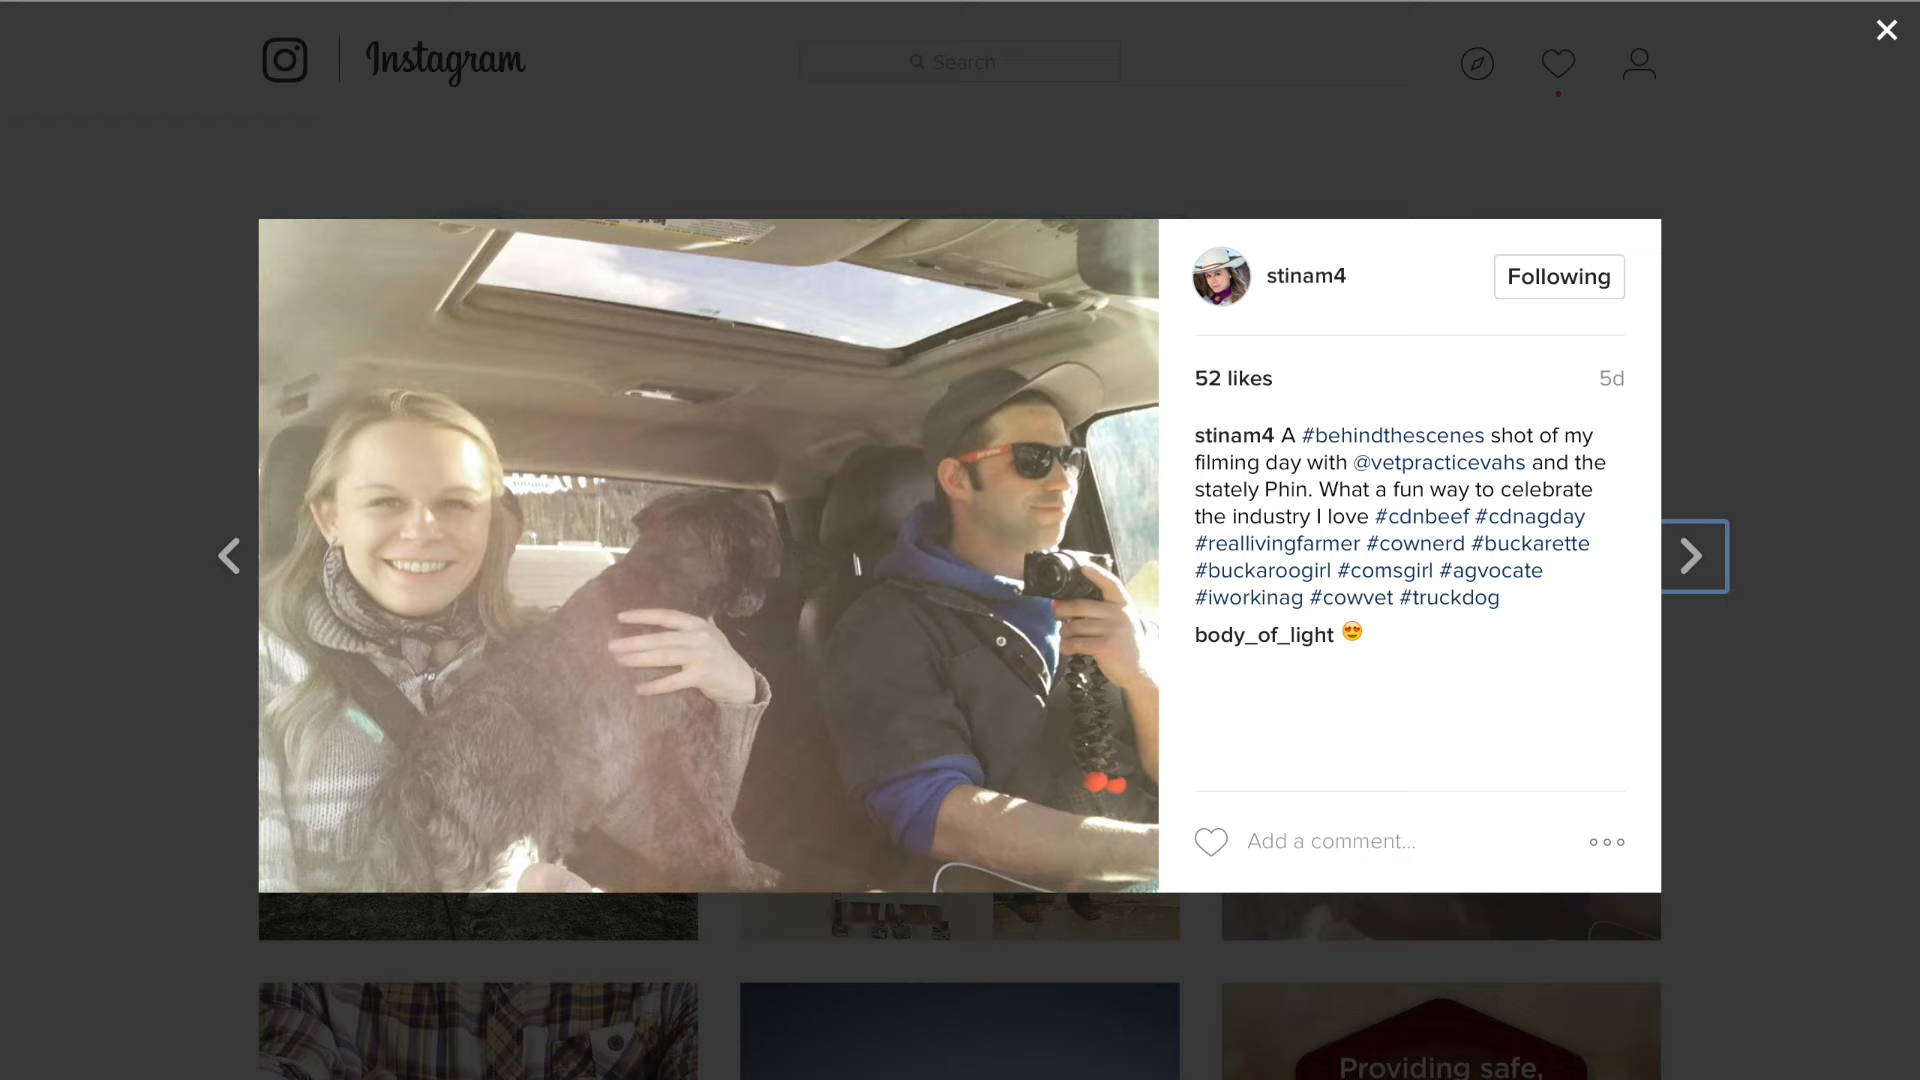 Instagram
Search
stinam4
Following
52 likes
5d
stinam4 A #behindthescenes shot of my
filming day with @vetpracticevahs and the
stately Phin. What a fun way to celebrate
the industry I love #cdnbeef #cdnagday
#reallivingfarmer #cownerd #buckarette
#buckaroogirl #comsgirl #agvocate
#iworkinag #cowvet #truckdog
body_of_light 😍
Add a comment...
Providing safe,